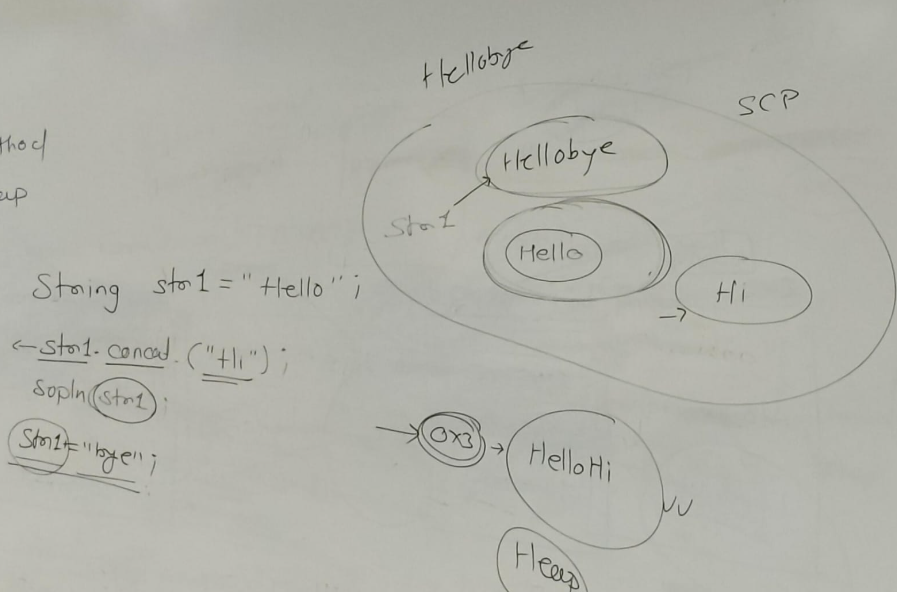 Hellobye
SCP
thod
eap
Hellobye
Str1
Hello
Hi
String str1 = "Hello";
←str1.concat.("Hi");
Sopln(str1);
Str1+="bye";
→ 0x3 → HelloHi
Heap